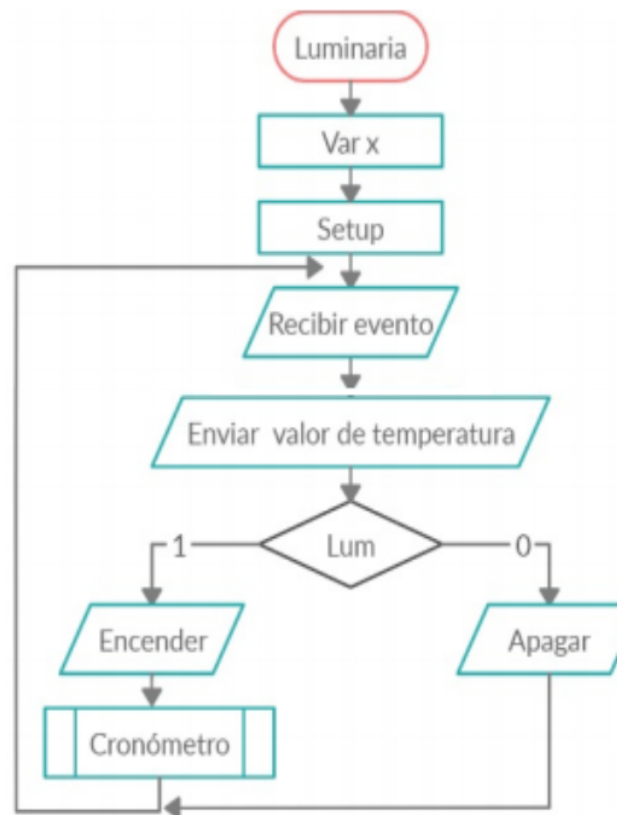 Luminaria
Var x
Setup
Recibir evento
Enviar valor de temperatura
1
Lum
0
Encender
Apagar
Cronómetro